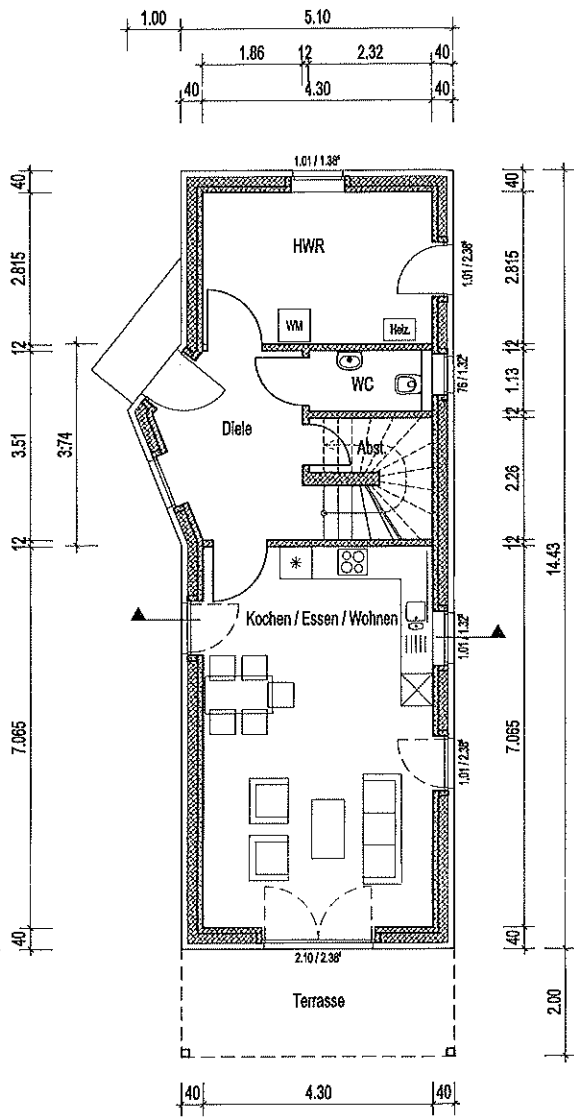 1.00 5.10
1.86 12 2,32 40
40 4.30 40
1.01 / 1.38⁵
40 40
HWR
2.815 1.01 / 2.38⁵ 2.815
WM Heiz.
12 12
WC 76 / 1.32⁵ 1.13
3.51 3.74 Diele 12
Abst. 2.26
12 12
14.43
Kochen / Essen / Wohnen 1.01 / 1.32⁵
7.065 1.01 / 2.38⁵ 7.065
40 40
2.10 / 2.38⁵
Terrasse 2.00
40 4.30 40